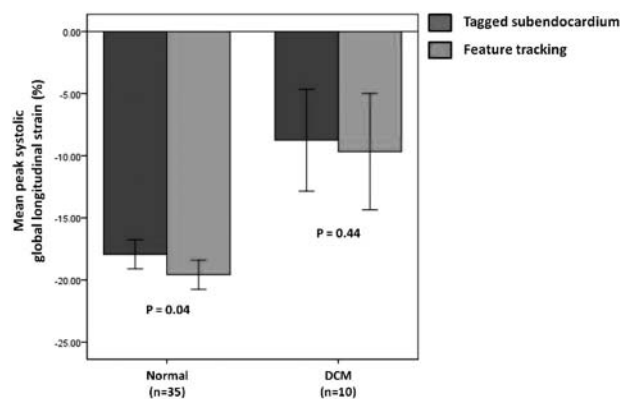 Tagged subendocardium
Feature tracking
Mean peak systolic
global longitudinal strain (%)
0.00
-5.00
-10.00
-15.00
-20.00
-25.00
P = 0.04
P = 0.44
Normal
(n=35)
DCM
(n=10)